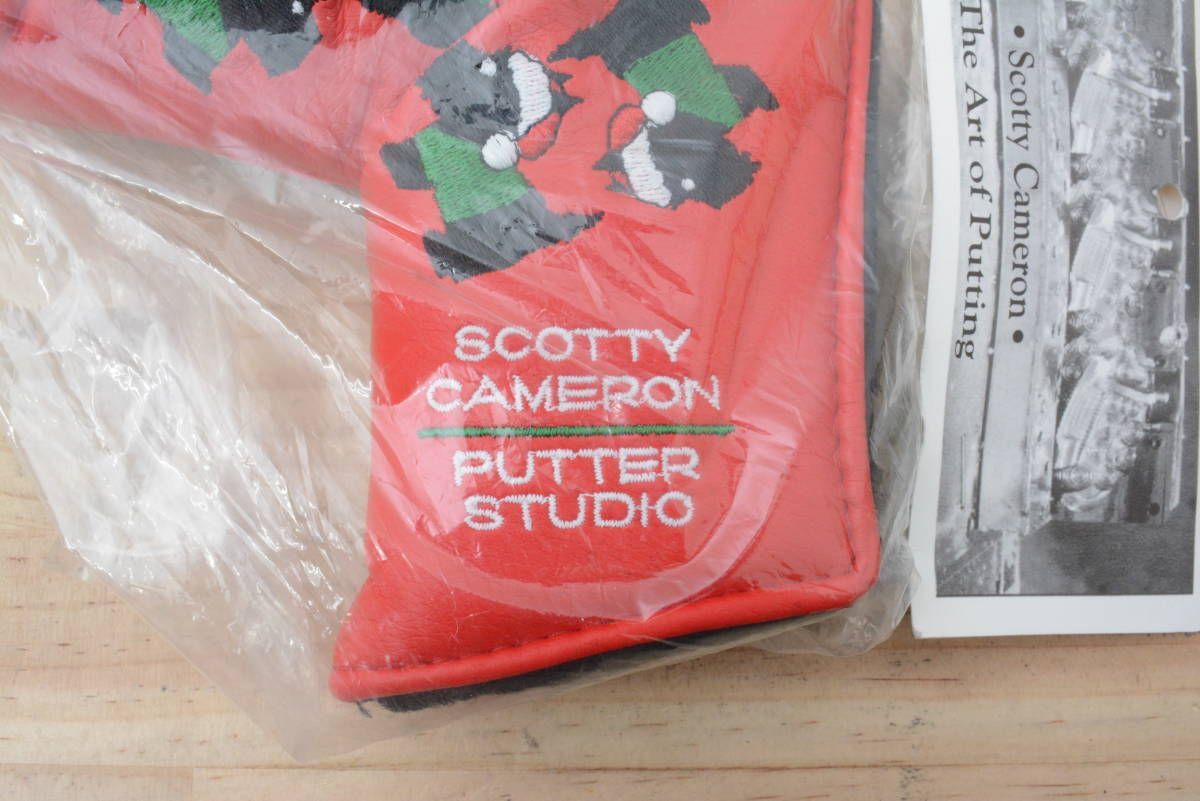 SCOTTY
CAMERON
PUTTER
STUDIO
• Scotty Cameron •
The Art of Putting